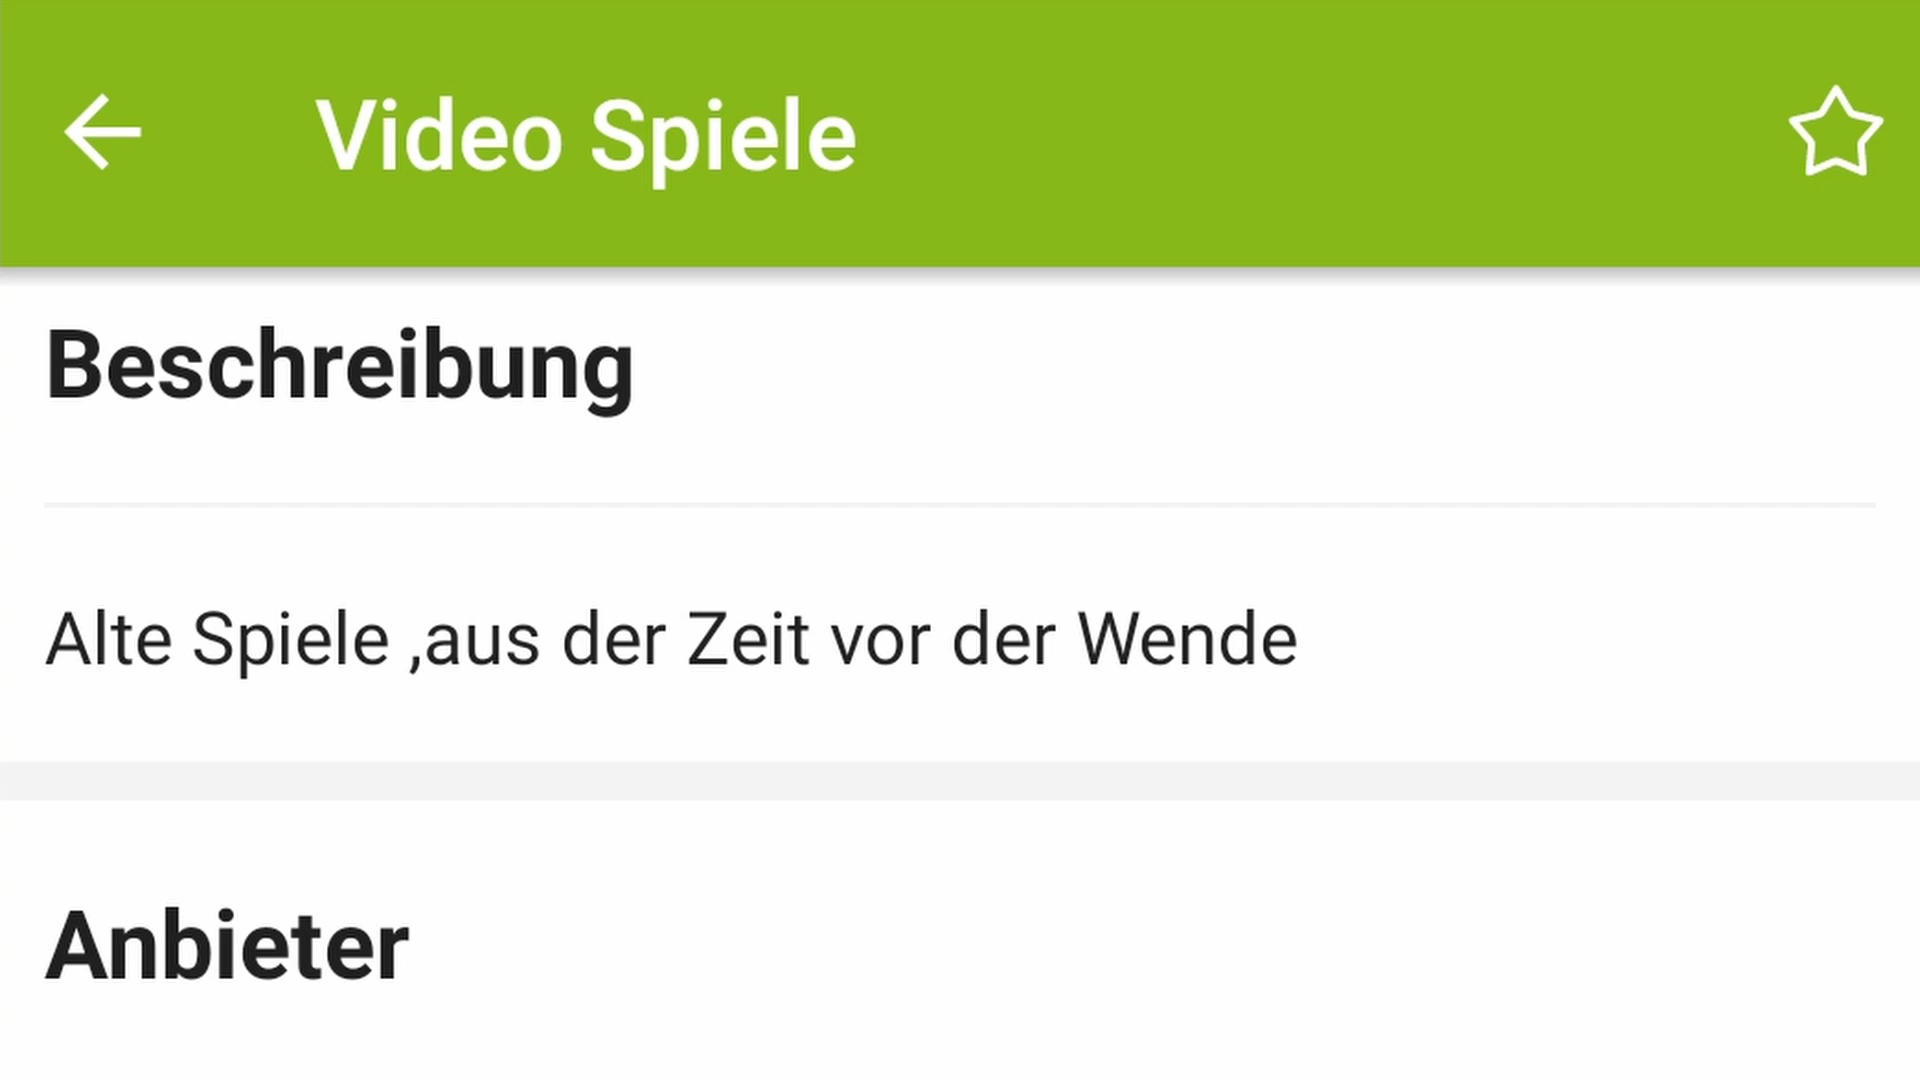 Video Spiele
Beschreibung
Alte Spiele ,aus der Zeit vor der Wende
Anbieter